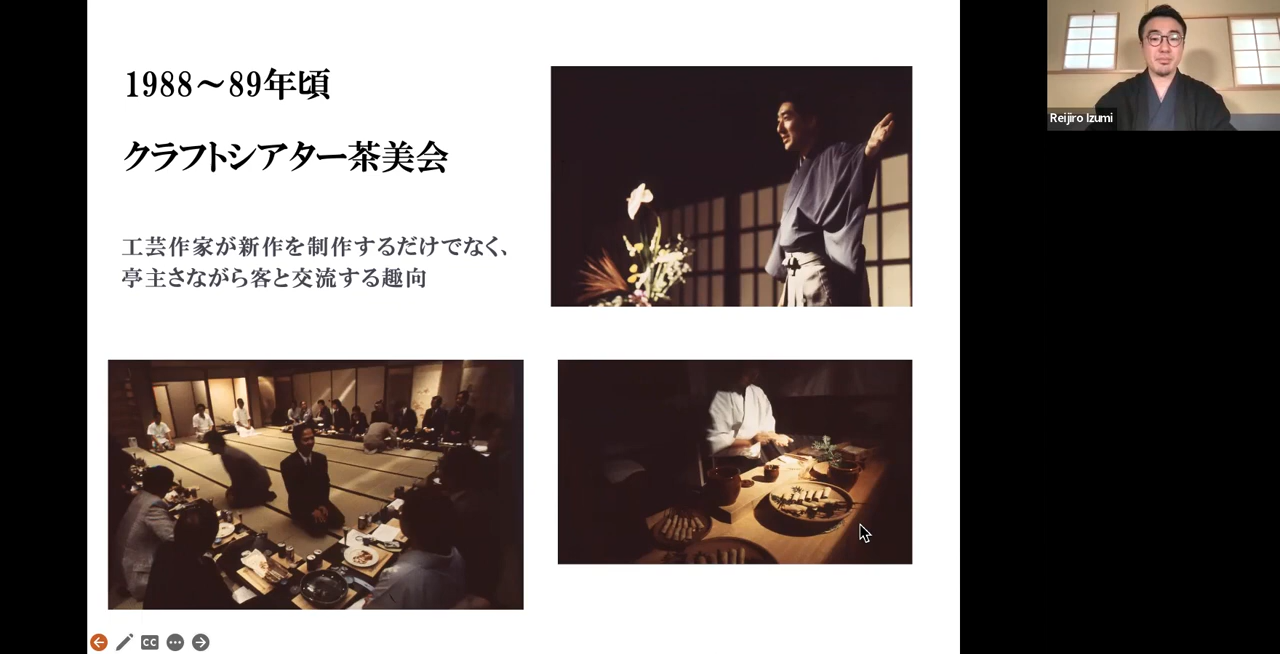 1988～89年頃
クラフトシアター茶美会
工芸作家が新作を制作するだけでなく、
亭主さながら客と交流する趣向
Reijiro Izumi
CC